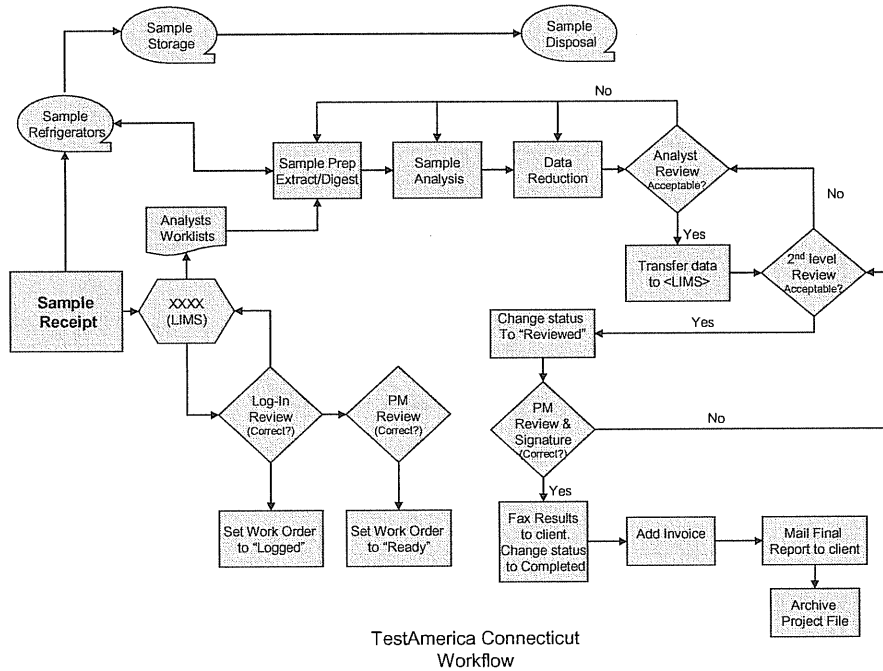 Sample
Storage
Sample
Disposal
Sample
Refrigerators
No
Sample Prep
Extract/Digest
Sample
Analysis
Data
Reduction
Analyst
Review
Acceptable?
No
Analysts
Worklists
Yes
Sample
Receipt
XXXX
(LIMS)
Transfer data
to <LIMS>
2nd level
Review
Acceptable?
Change status
To "Reviewed"
Yes
Log-In
Review
(Correct?)
PM
Review
(Correct?)
PM
Review &
Signature
(Correct?)
No
Yes
Set Work Order
to "Logged"
Set Work Order
to "Ready"
Fax Results
to client.
Change status
to Completed
Add Invoice
Mail Final
Report to client
Archive
Project File
TestAmerica Connecticut
Workflow